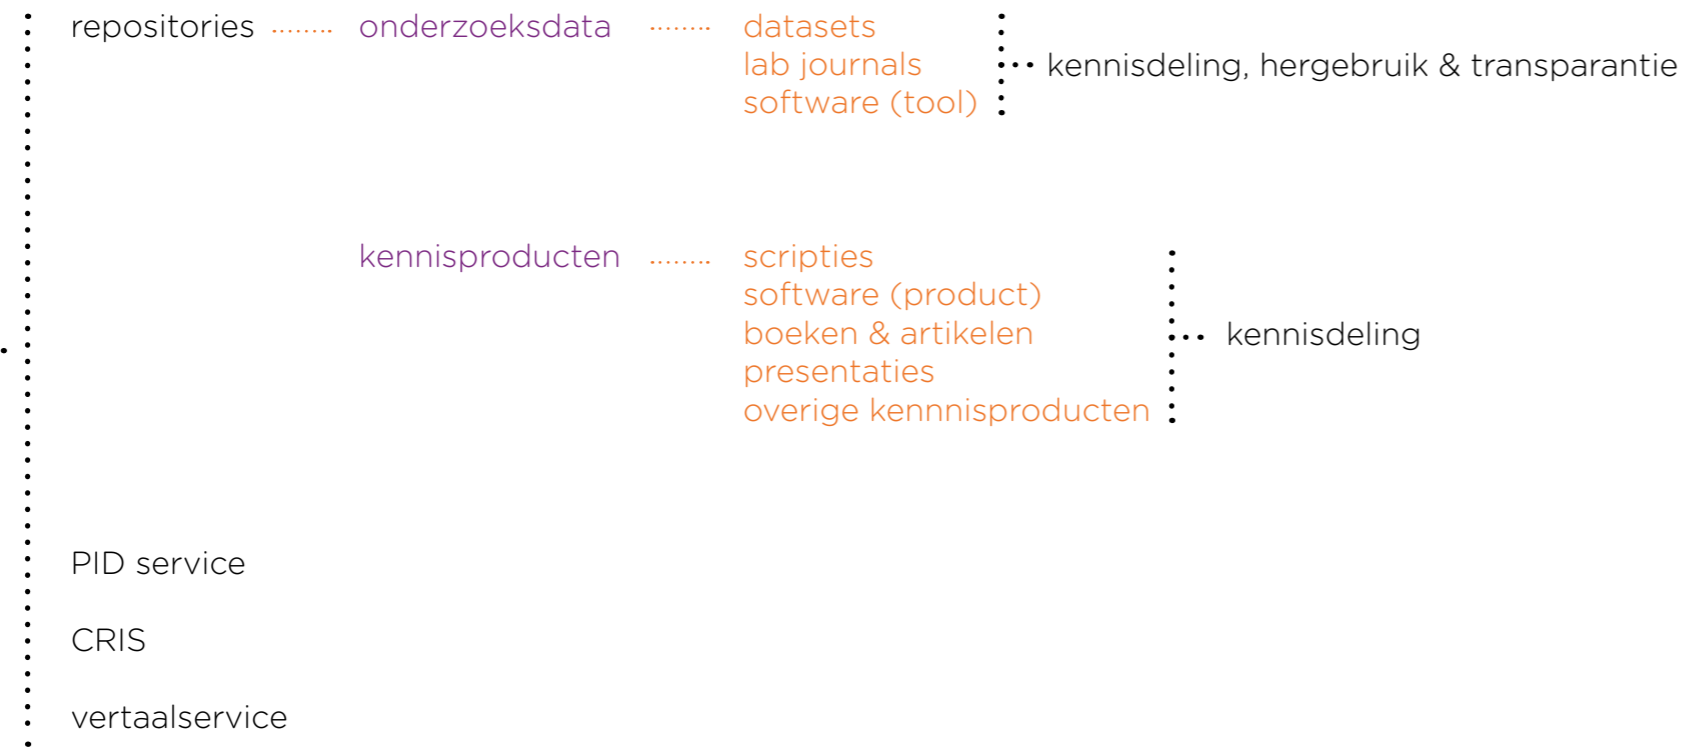 repositories ........ onderzoeksdata ........ datasets
lab journals
software (tool)
kennisdeling, hergebruik & transparantie
kennisproducten ........ scripties
software (product)
boeken & artikelen
presentaties
overige kennnisproducten
kennisdeling
PID service
CRIS
vertaalservice